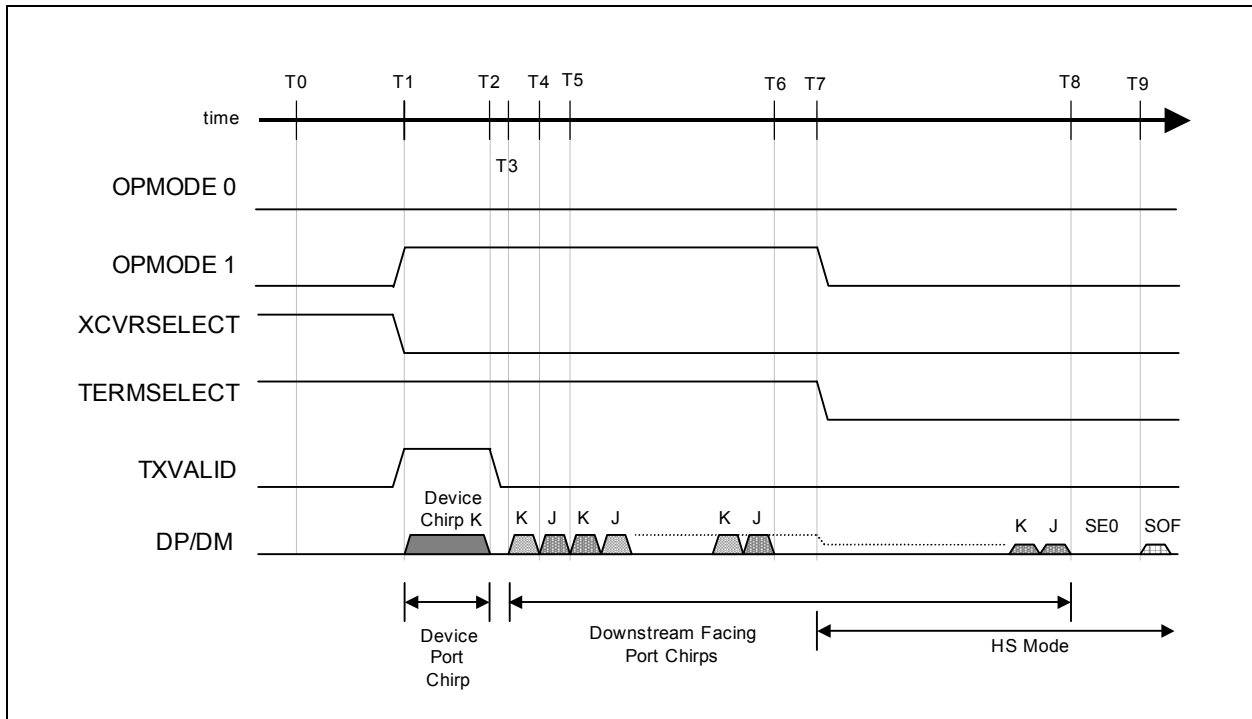 T0 T1 T2 T4 T5 T6 T7 T8 T9
time
T3
OPMODE 0
OPMODE 1
XCVRSELECT
TERMSELECT
TXVALID
Device
Chirp K
K J K J K J K J SE0 SOF
DP/DM
Device
Port
Chirp
Downstream Facing
Port Chirps
HS Mode